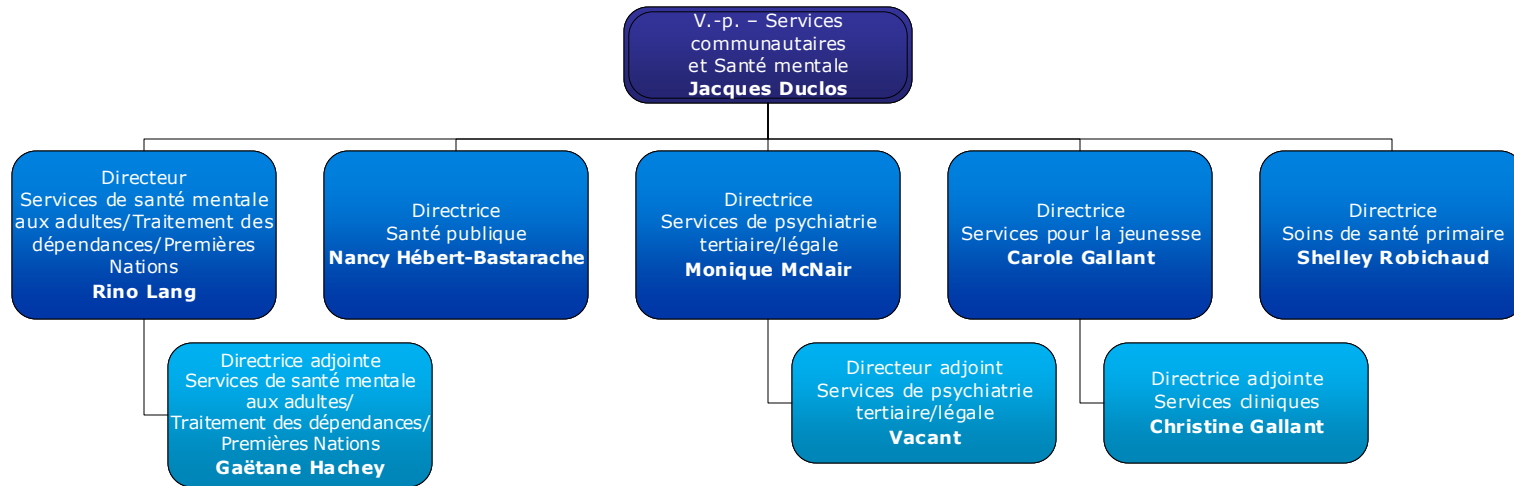 V.-p. – Services
communautaires
et Santé mentale
Jacques Duclos
Directeur
Services de santé mentale
aux adultes/Traitement des
dépendances/Premières
Nations
Rino Lang
Directrice
Santé publique
Nancy Hébert-Bastarache
Directrice
Services de psychiatrie
tertiaire/légale
Monique McNair
Directrice
Services pour la jeunesse
Carole Gallant
Directrice
Soins de santé primaire
Shelley Robichaud
Directrice adjointe
Services de santé mentale
aux adultes/
Traitement des dépendances/
Premières Nations
Gaëtane Hachey
Directeur adjoint
Services de psychiatrie
tertiaire/légale
Vacant
Directrice adjointe
Services cliniques
Christine Gallant